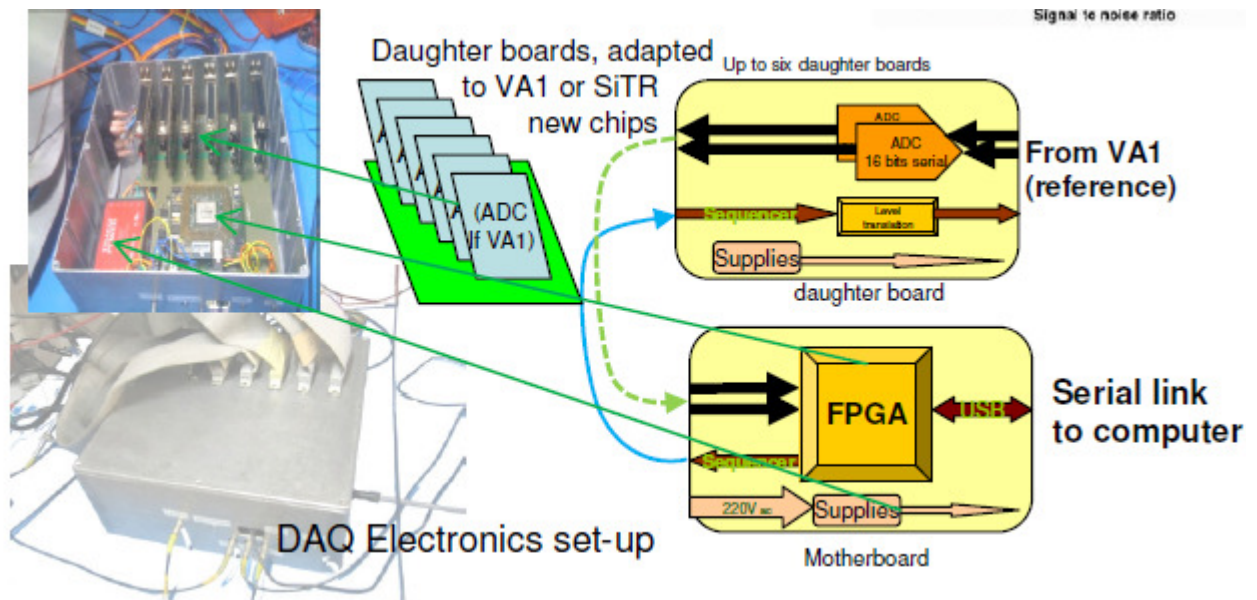 Signal to noise ratio
Daughter boards, adapted
to VA1 or SiTR
new chips
Up to six daughter boards
ADC
ADC
16 bits serial
From VA1
(reference)
Sequencer
Level
translation
Supplies
daughter board
A
A
A
A
A
(ADC
If VA1)
FPGA
USB
Serial link
to computer
Sequencer
220V AC
Supplies
Motherboard
DAQ Electronics set-up